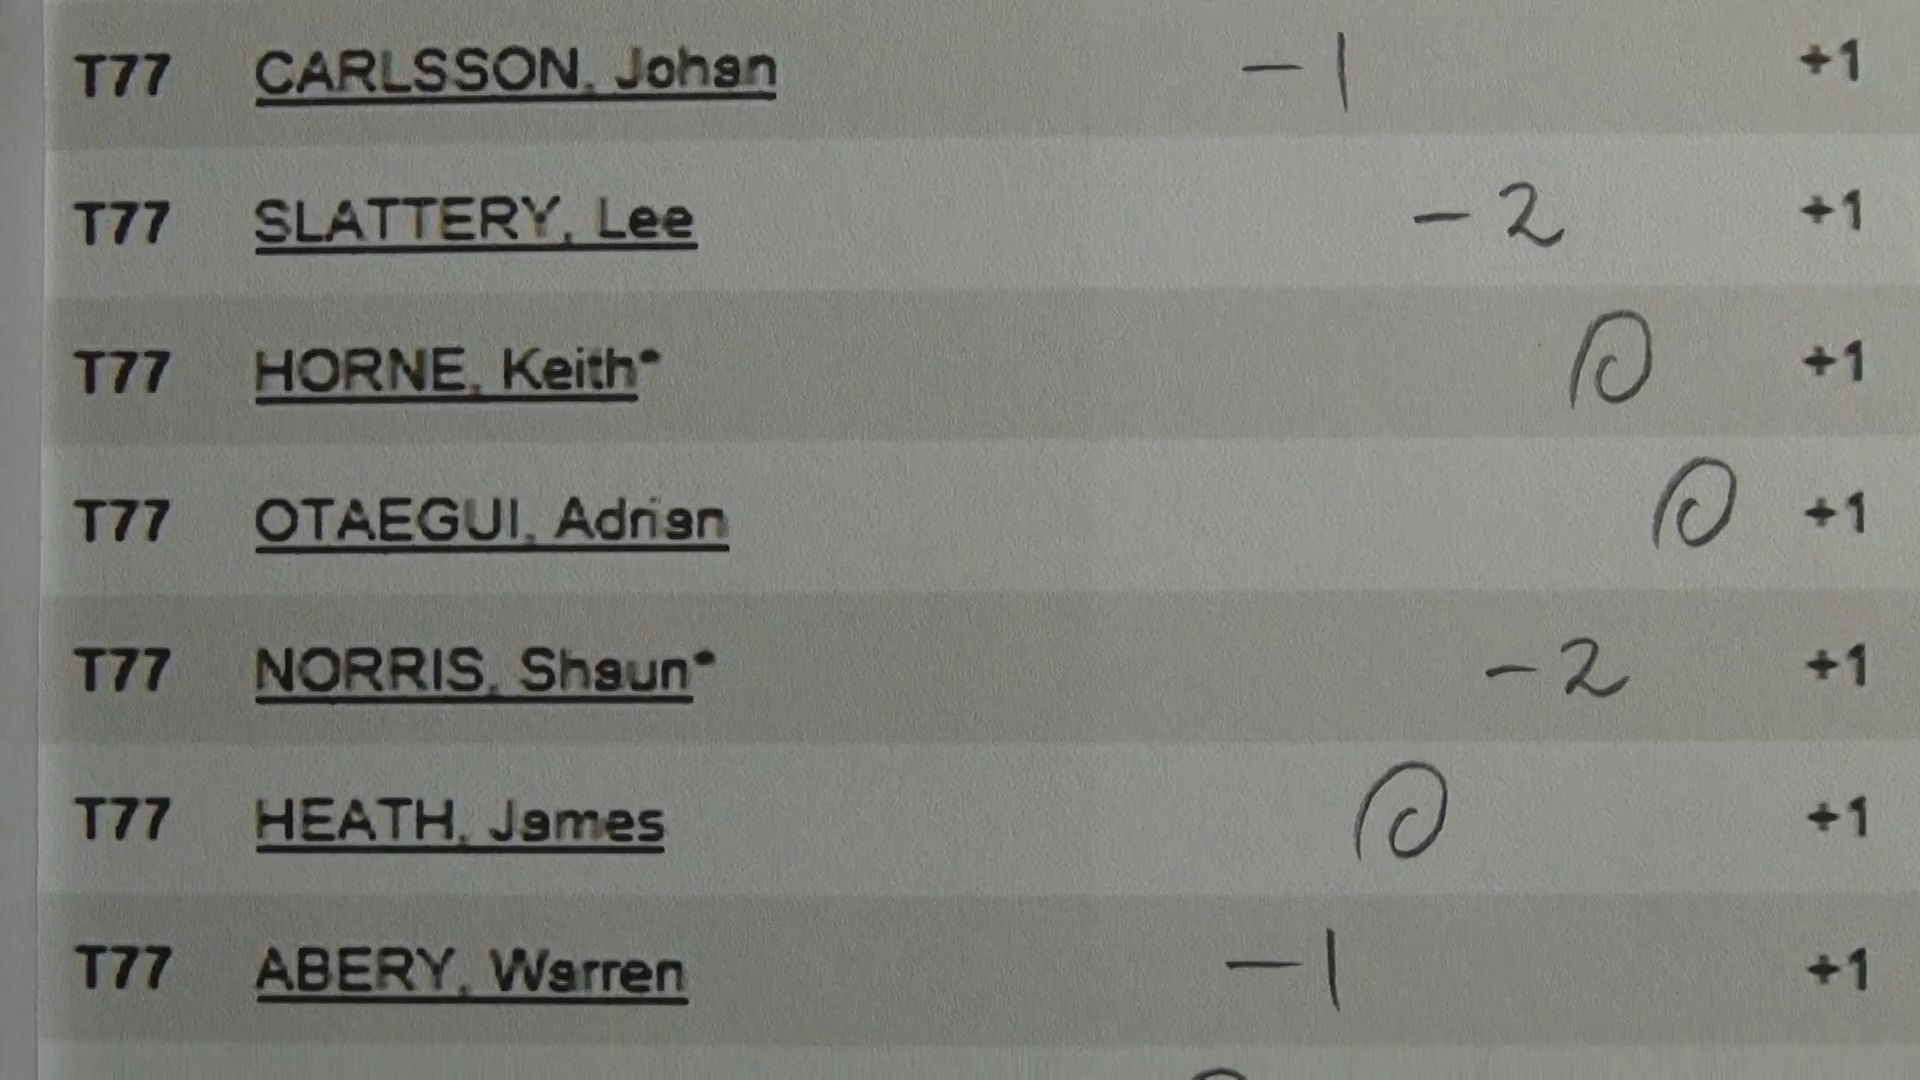 T77 CARLSSON, Johan -1 +1
T77 SLATTERY, Lee -2 +1
T77 HORNE, Keith* 0 +1
T77 OTAEGUI, Adrian 0 +1
T77 NORRIS, Shaun* -2 +1
T77 HEATH, James 0 +1
T77 ABERY, Warren -1 +1